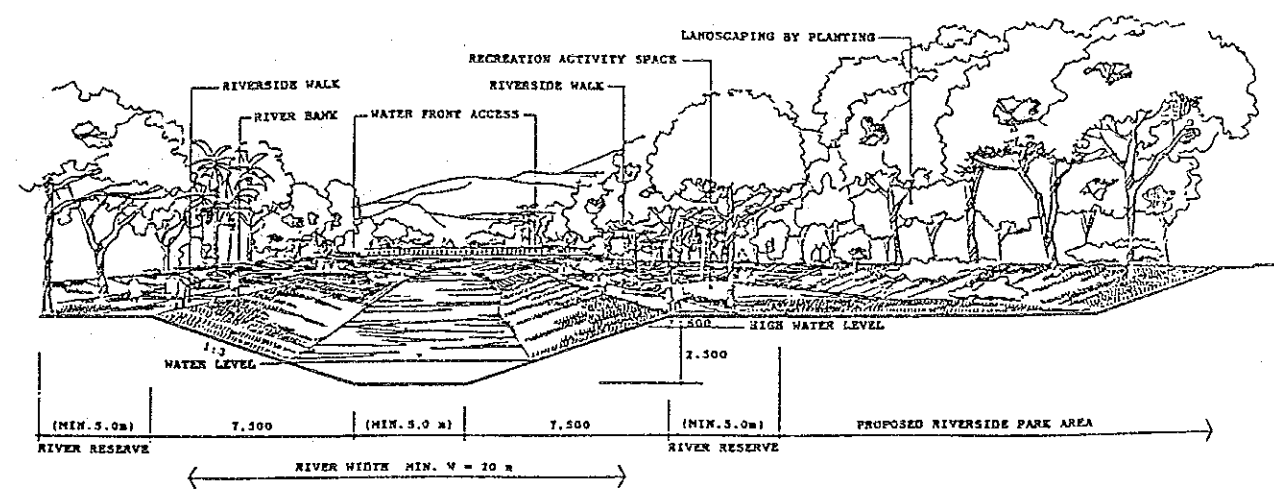 LANDSCAPING BY PLANTING
RECREATION ACTIVITY SPACE
RIVERSIDE WALK
RIVERSIDE WALK
RIVER BANK
WATER FRONT ACCESS
HIGH WATER LEVEL
1:3
WATER LEVEL
2.500
(MIN.5.0m)
7,500
(MIN.5.0 m)
7,500
(MIN.5.0m)
PROPOSED RIVERSIDE PARK AREA
RIVER RESERVE
RIVER RESERVE
RIVER WIDTH MIN. W = 20 m